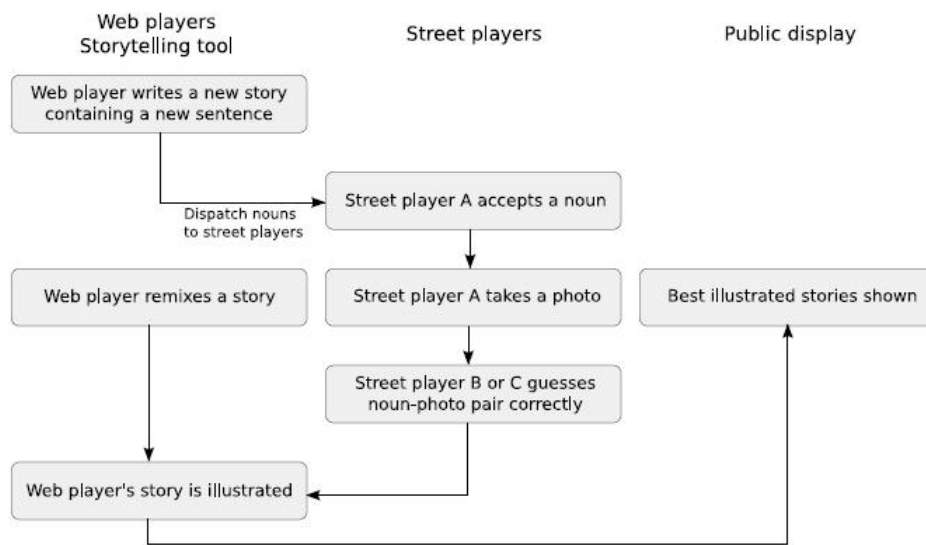 Web players
Storytelling tool
Street players
Public display
Web player writes a new story
containing a new sentence
Dispatch nouns
to street players
Street player A accepts a noun
Web player remixes a story
Street player A takes a photo
Best illustrated stories shown
Street player B or C guesses
noun-photo pair correctly
Web player's story is illustrated